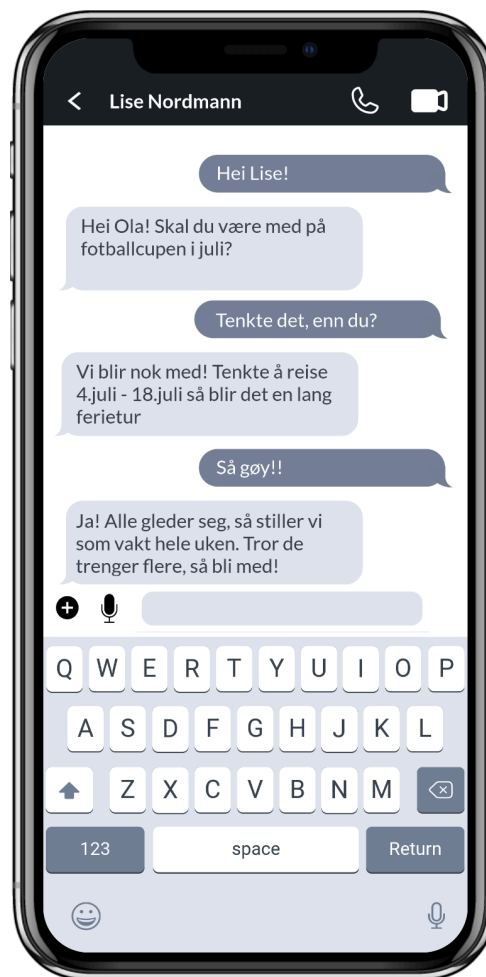 Lise Nordmann
Hei Lise!
Hei Ola! Skal du være med på
fotballcupen i juli?
Tenkte det, enn du?
Vi blir nok med! Tenkte å reise
4.juli - 18.juli så blir det en lang
ferietur
Så gøy!!
Ja! Alle gleder seg, så stiller vi
som vakt hele uken. Tror de
trenger flere, så bli med!
Q W E R T Y U I O P
A S D F G H J K L
Z X C V B N M
123 space Return